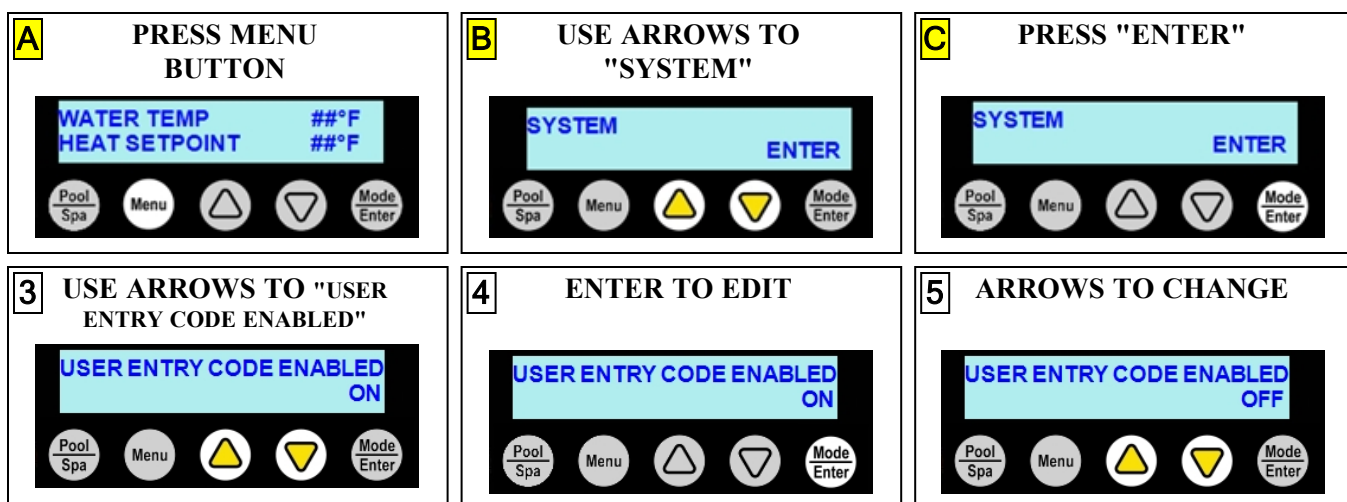 A
PRESS MENU
BUTTON
WATER TEMP ##°F
HEAT SETPOINT ##°F
Pool
Spa
Menu
Mode
Enter
B
USE ARROWS TO
"SYSTEM"
SYSTEM
ENTER
Pool
Spa
Menu
Mode
Enter
C
PRESS "ENTER"
SYSTEM
ENTER
Pool
Spa
Menu
Mode
Enter
3
USE ARROWS TO "USER
ENTRY CODE ENABLED"
USER ENTRY CODE ENABLED
ON
Pool
Spa
Menu
Mode
Enter
4
ENTER TO EDIT
USER ENTRY CODE ENABLED
ON
Pool
Spa
Menu
Mode
Enter
5
ARROWS TO CHANGE
USER ENTRY CODE ENABLED
OFF
Pool
Spa
Menu
Mode
Enter